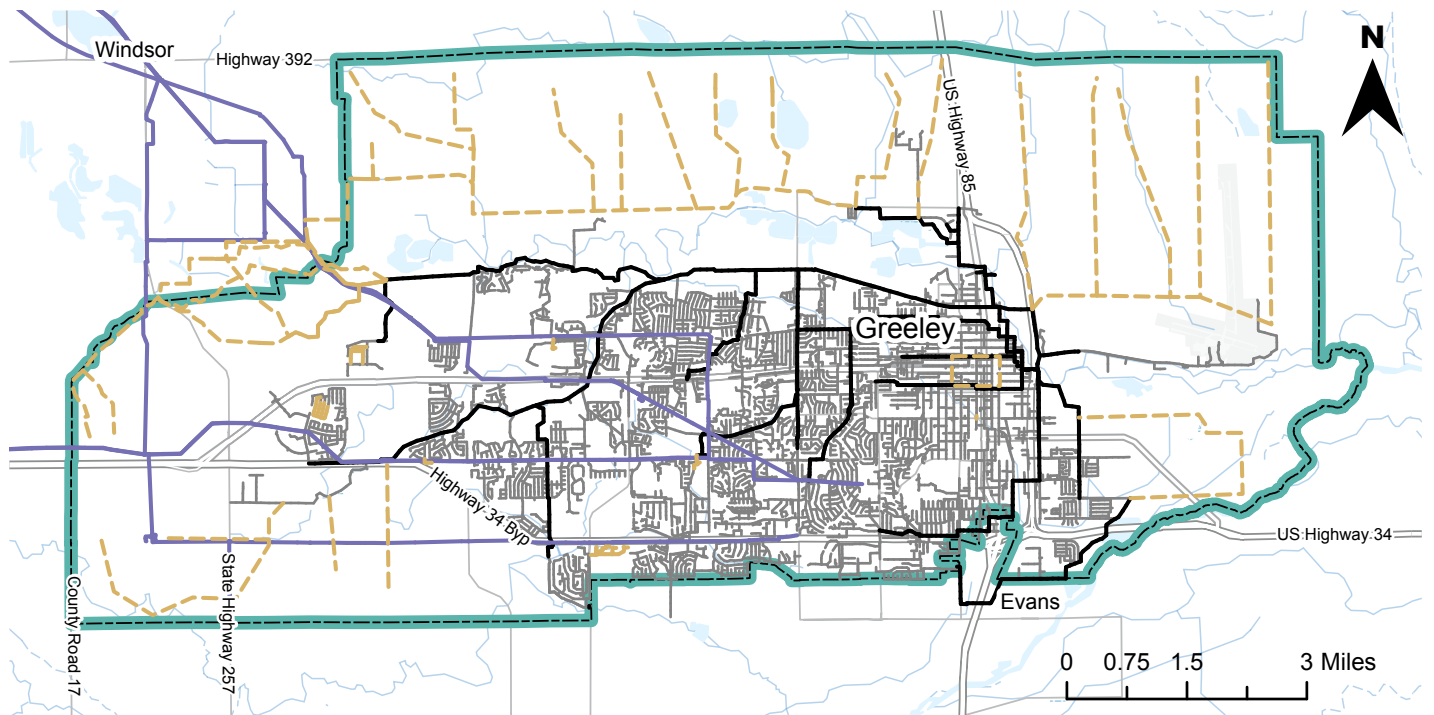 Windsor
Highway 392
N
US Highway 85
Greeley
Highway 34 Byp
US Highway 34
County Road 17
State Highway 257
Evans
0 0.75 1.5 3 Miles